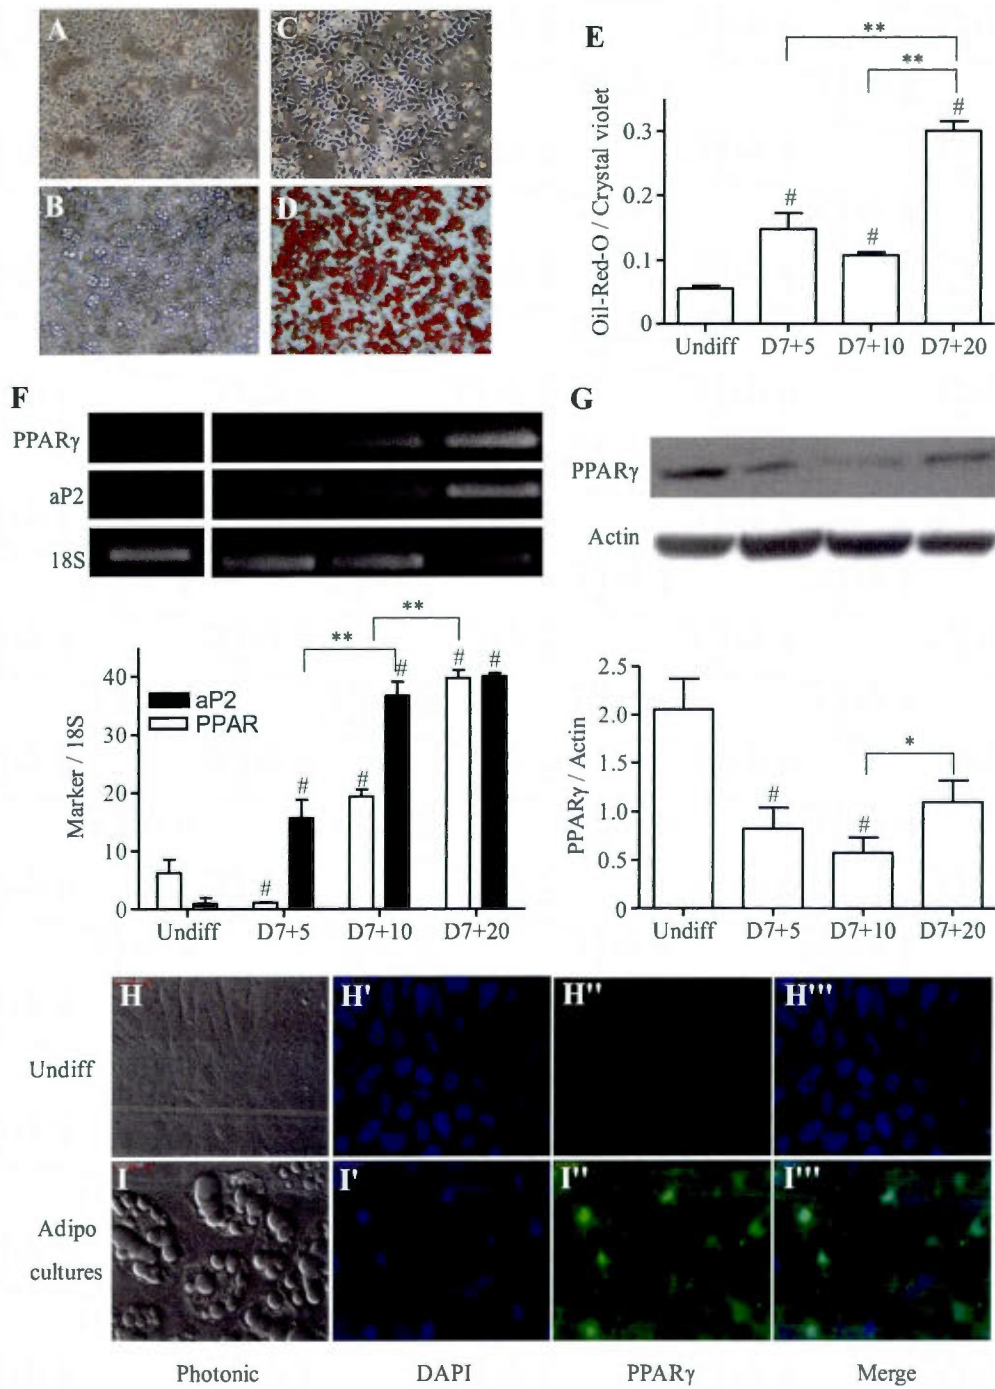 A
C
B
D
E
**
**
#
#
#
Oil-Red-O / Crystal violet
0.3
0.2
0.1
0
Undiff D7+5 D7+10 D7+20
F
PPARγ
aP2
18S
**
**
#
#
#
#
#
#
Marker / 18S
40
30
20
10
0
aP2
PPAR
Undiff D7+5 D7+10 D7+20
G
PPARγ
Actin
PPARγ / Actin
2.5
2.0
1.5
1.0
0.5
0.0
*
#
#
Undiff D7+5 D7+10 D7+20
Undiff
H H' H'' H'''
Adipo
cultures
I I' I'' I'''
Photonic DAPI PPARγ Merge